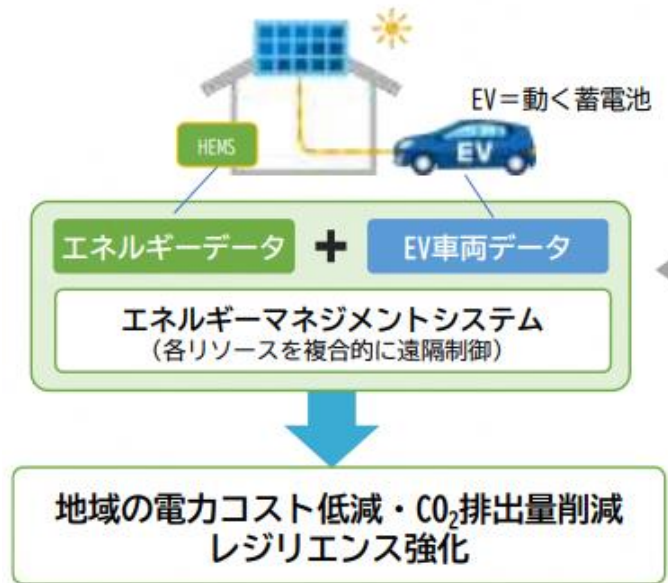 EV＝動く蓄電池
HEMS
EV
エネルギーデータ + EV車両データ
エネルギーマネジメントシステム
（各リソースを複合的に遠隔制御）
地域の電力コスト低減・CO₂排出量削減
レジリエンス強化